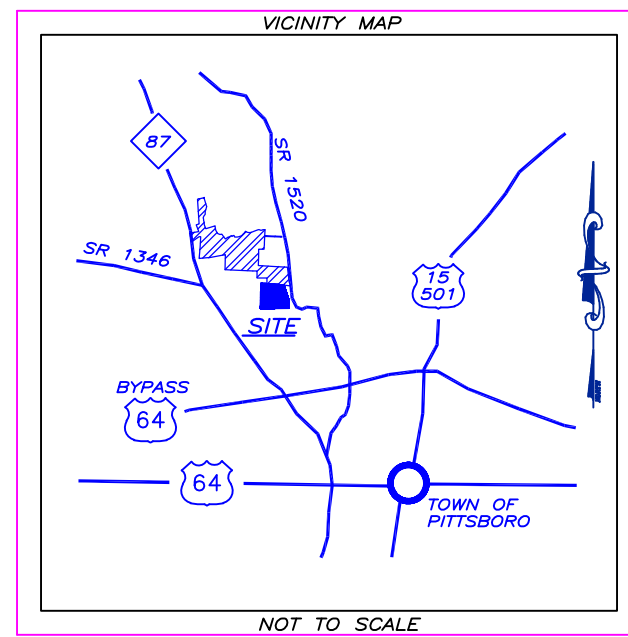 VICINITY MAP
87
SR 1520
SR 1346
15
501
SITE
BYPASS
64
64
TOWN OF
PITTSBORO
NOT TO SCALE